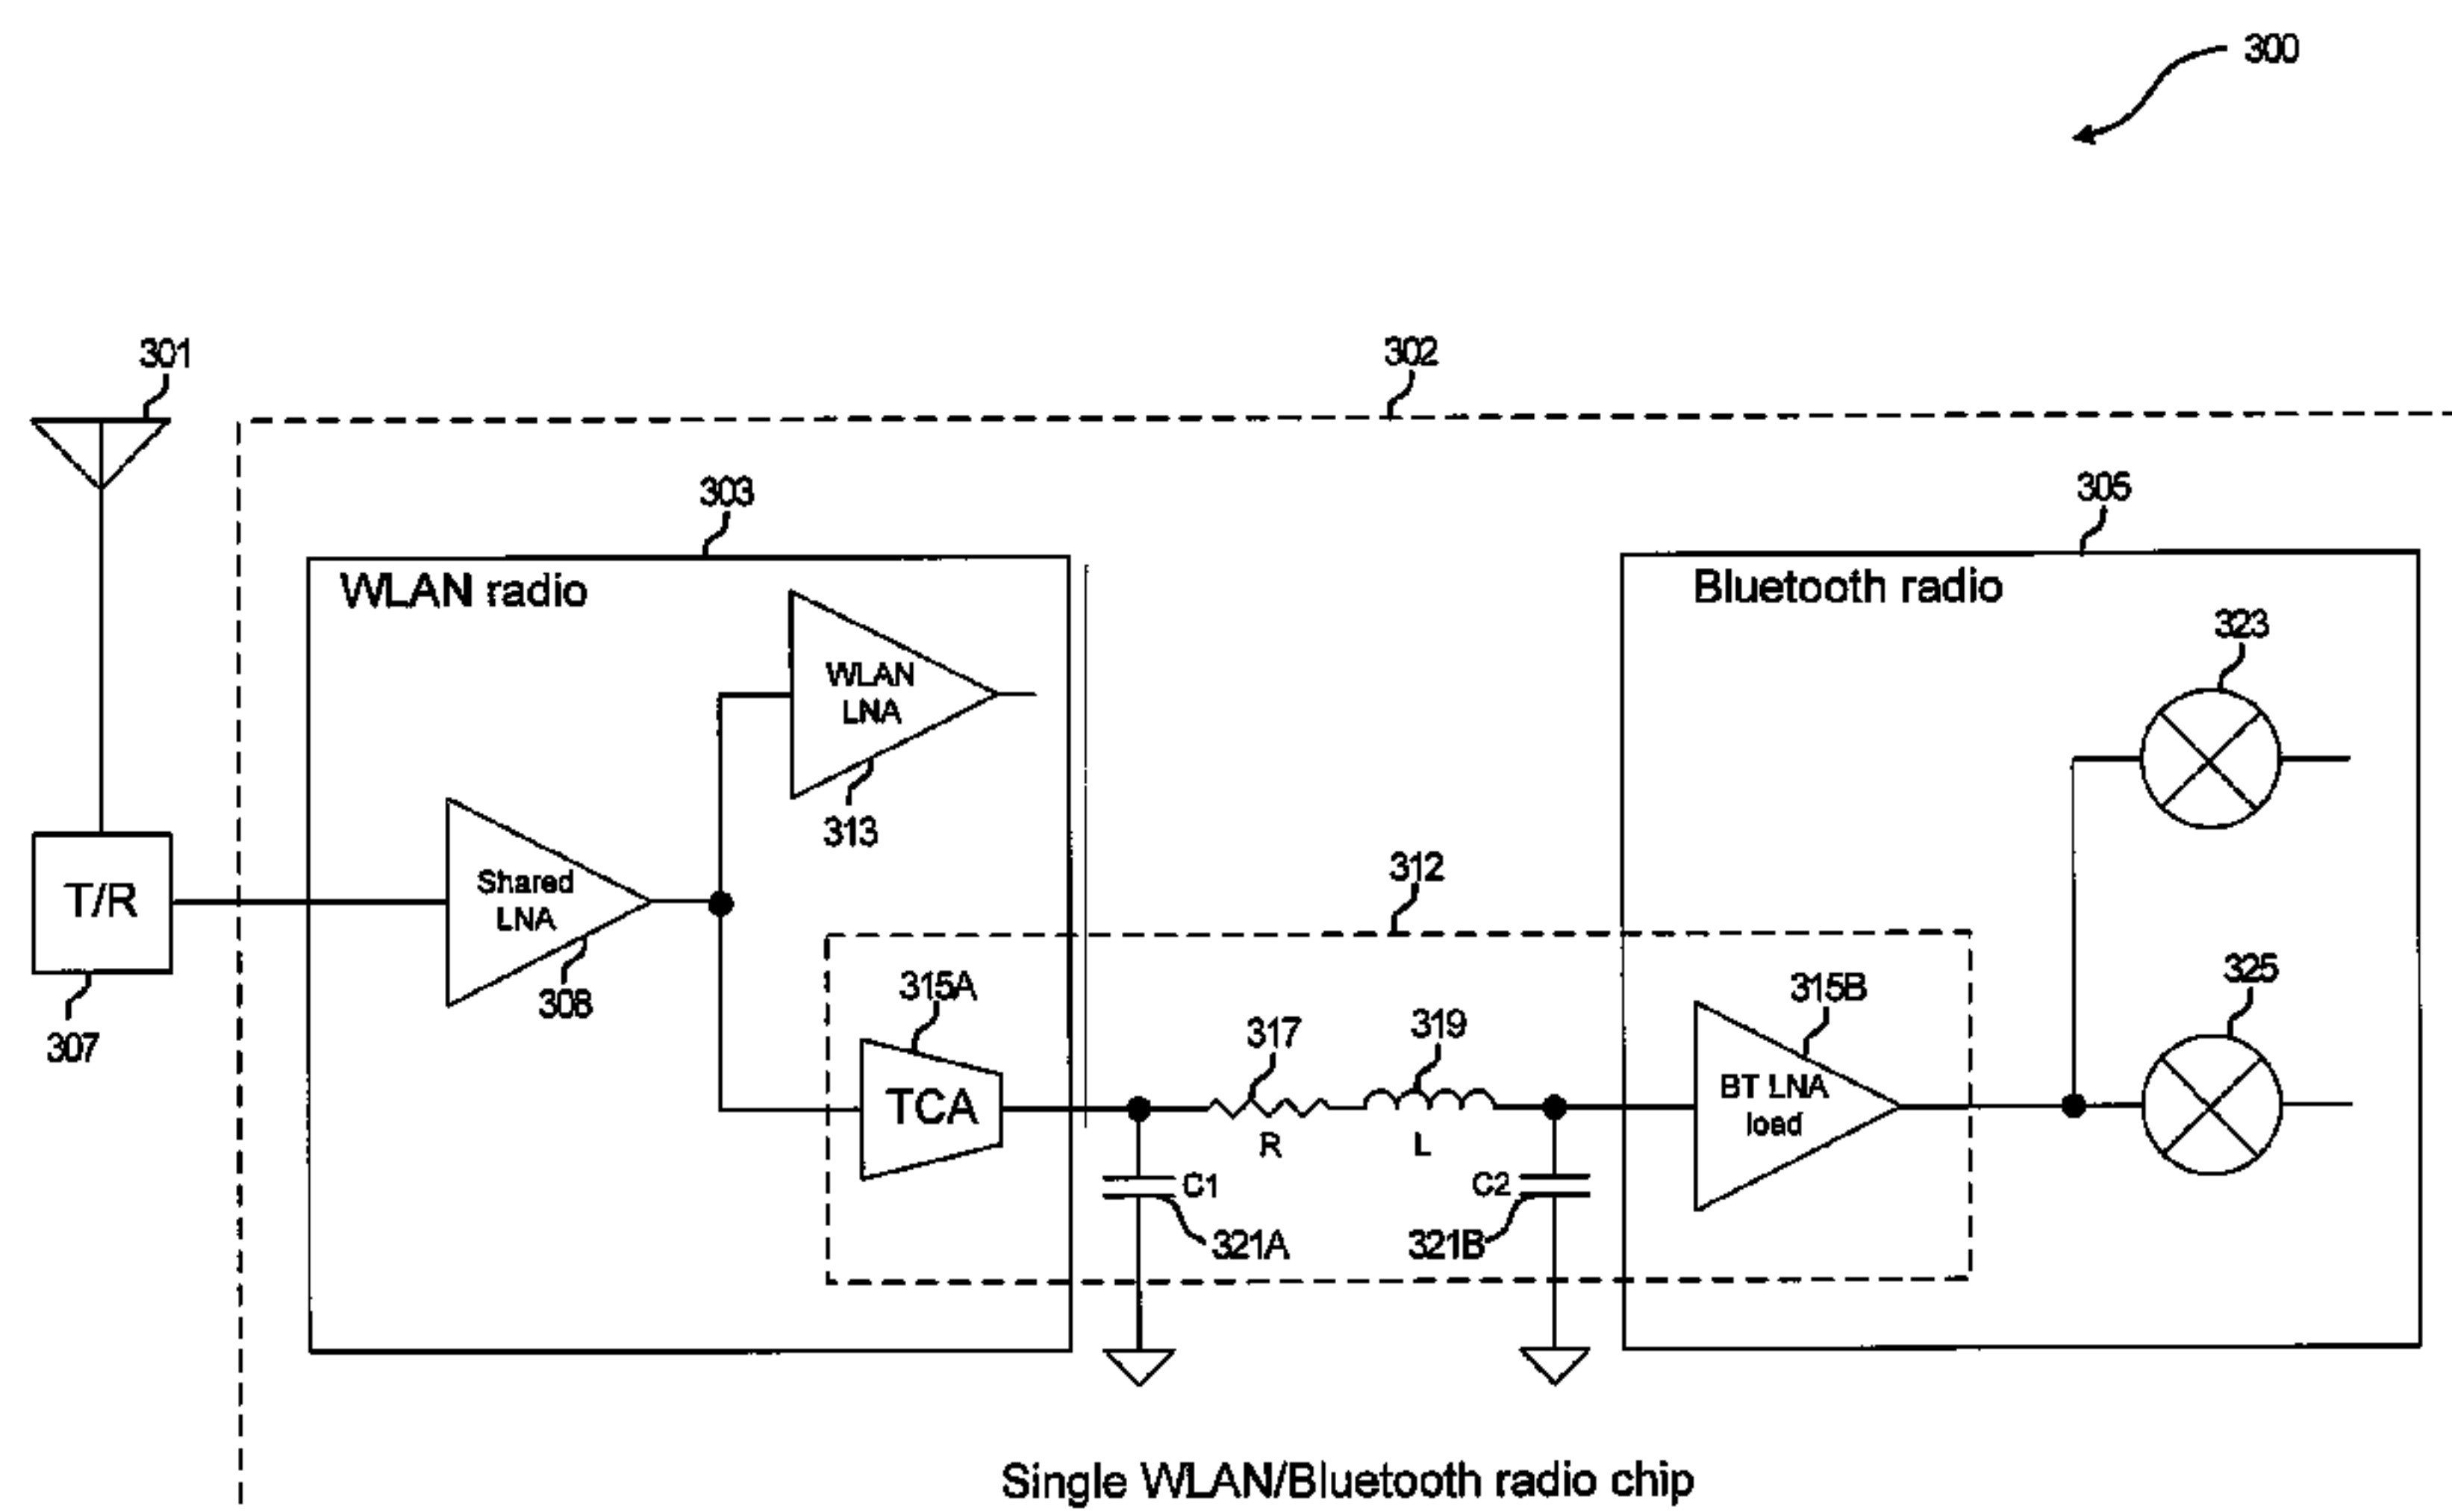 300
301
302
303
305
WLAN radio
Bluetooth radio
323
WLAN
LNA
313
T/R
307
Shared
LNA
308
312
315A
TCA
317
R
319
L
C1
321A
C2
321B
315B
BT LNA
load
325
Single WLAN/Bluetooth radio chip